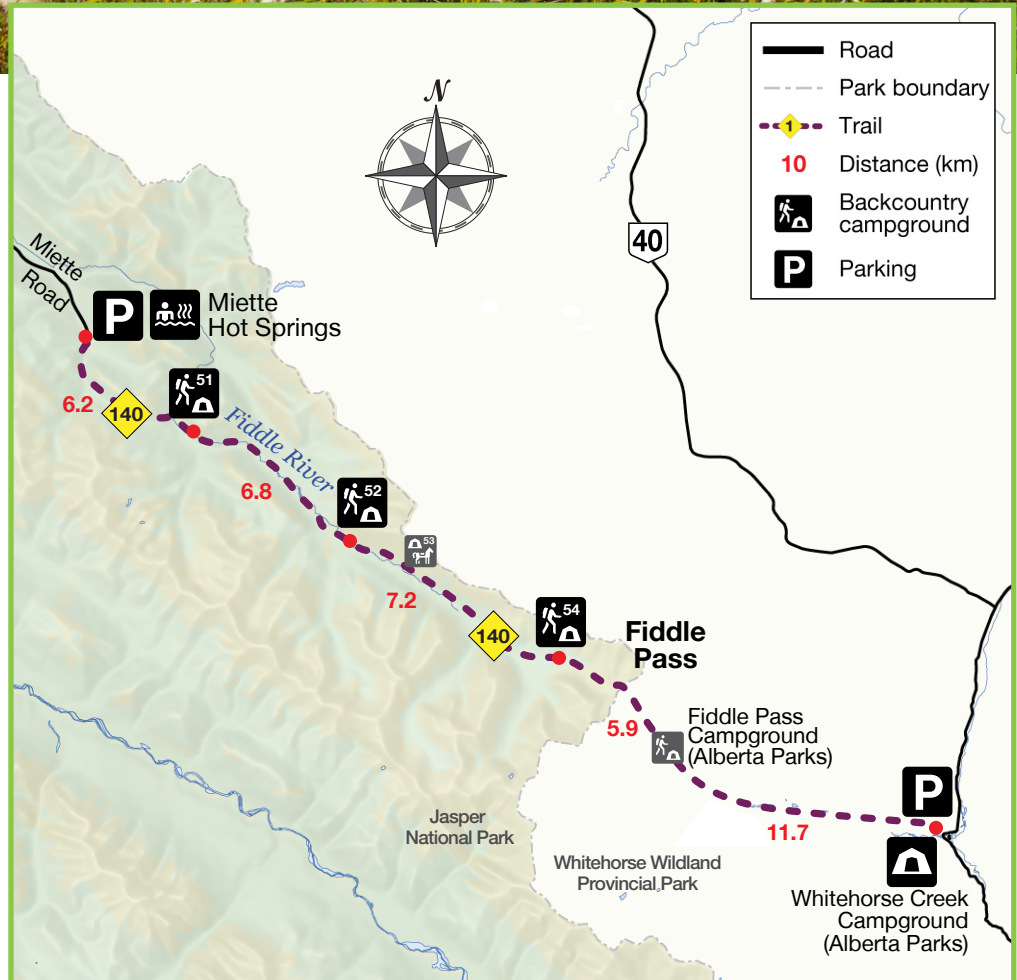 Road
Park boundary
1
Trail
10
Distance (km)
Backcountry
campground
P
Parking
N
40
Miette
Road
P
Miette
Hot Springs
6.2
140
51
Fiddle River
6.8
52
53
7.2
140
54
Fiddle
Pass
5.9
Fiddle Pass
Campground
(Alberta Parks)
P
11.7
Jasper
National Park
Whitehorse Wildland
Provincial Park
Whitehorse Creek
Campground
(Alberta Parks)